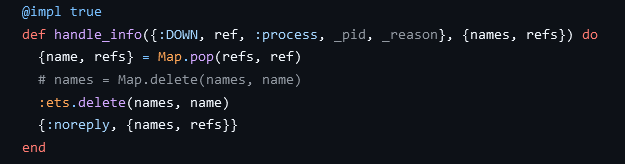 @impl true
def handle_info({:DOWN, ref, :process, _pid, _reason}, {names, refs}) do
  {name, refs} = Map.pop(refs, ref)
  # names = Map.delete(names, name)
  :ets.delete(names, name)
  {:noreply, {names, refs}}
end